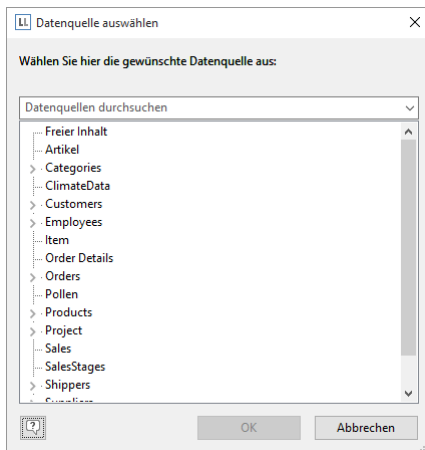 LL Datenquelle auswählen
Wählen Sie hier die gewünschte Datenquelle aus:
Datenquellen durchsuchen
Freier Inhalt
Artikel
Categories
ClimateData
Customers
Employees
Item
Order Details
Orders
Pollen
Products
Project
Sales
SalesStages
Shippers
Suppliers
? OK Abbrechen